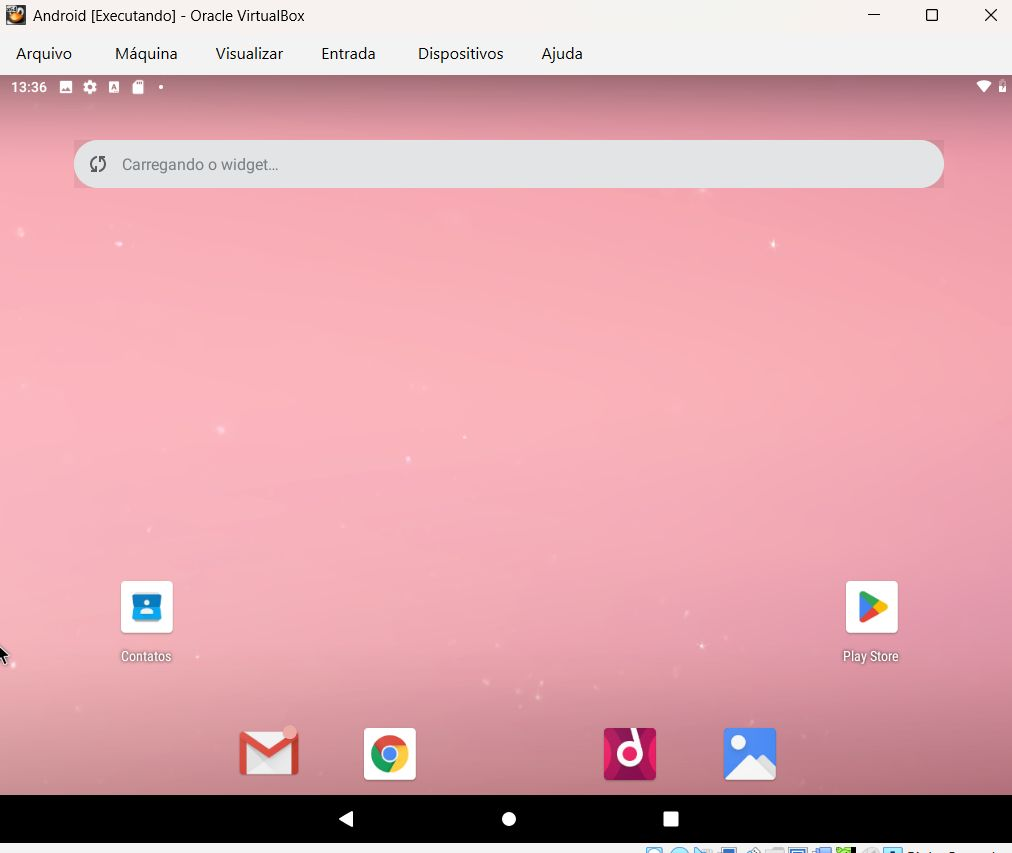 Android [Executando] - Oracle VirtualBox
Arquivo Máquina Visualizar Entrada Dispositivos Ajuda
13:36
Carregando o widget...
Contatos
Play Store